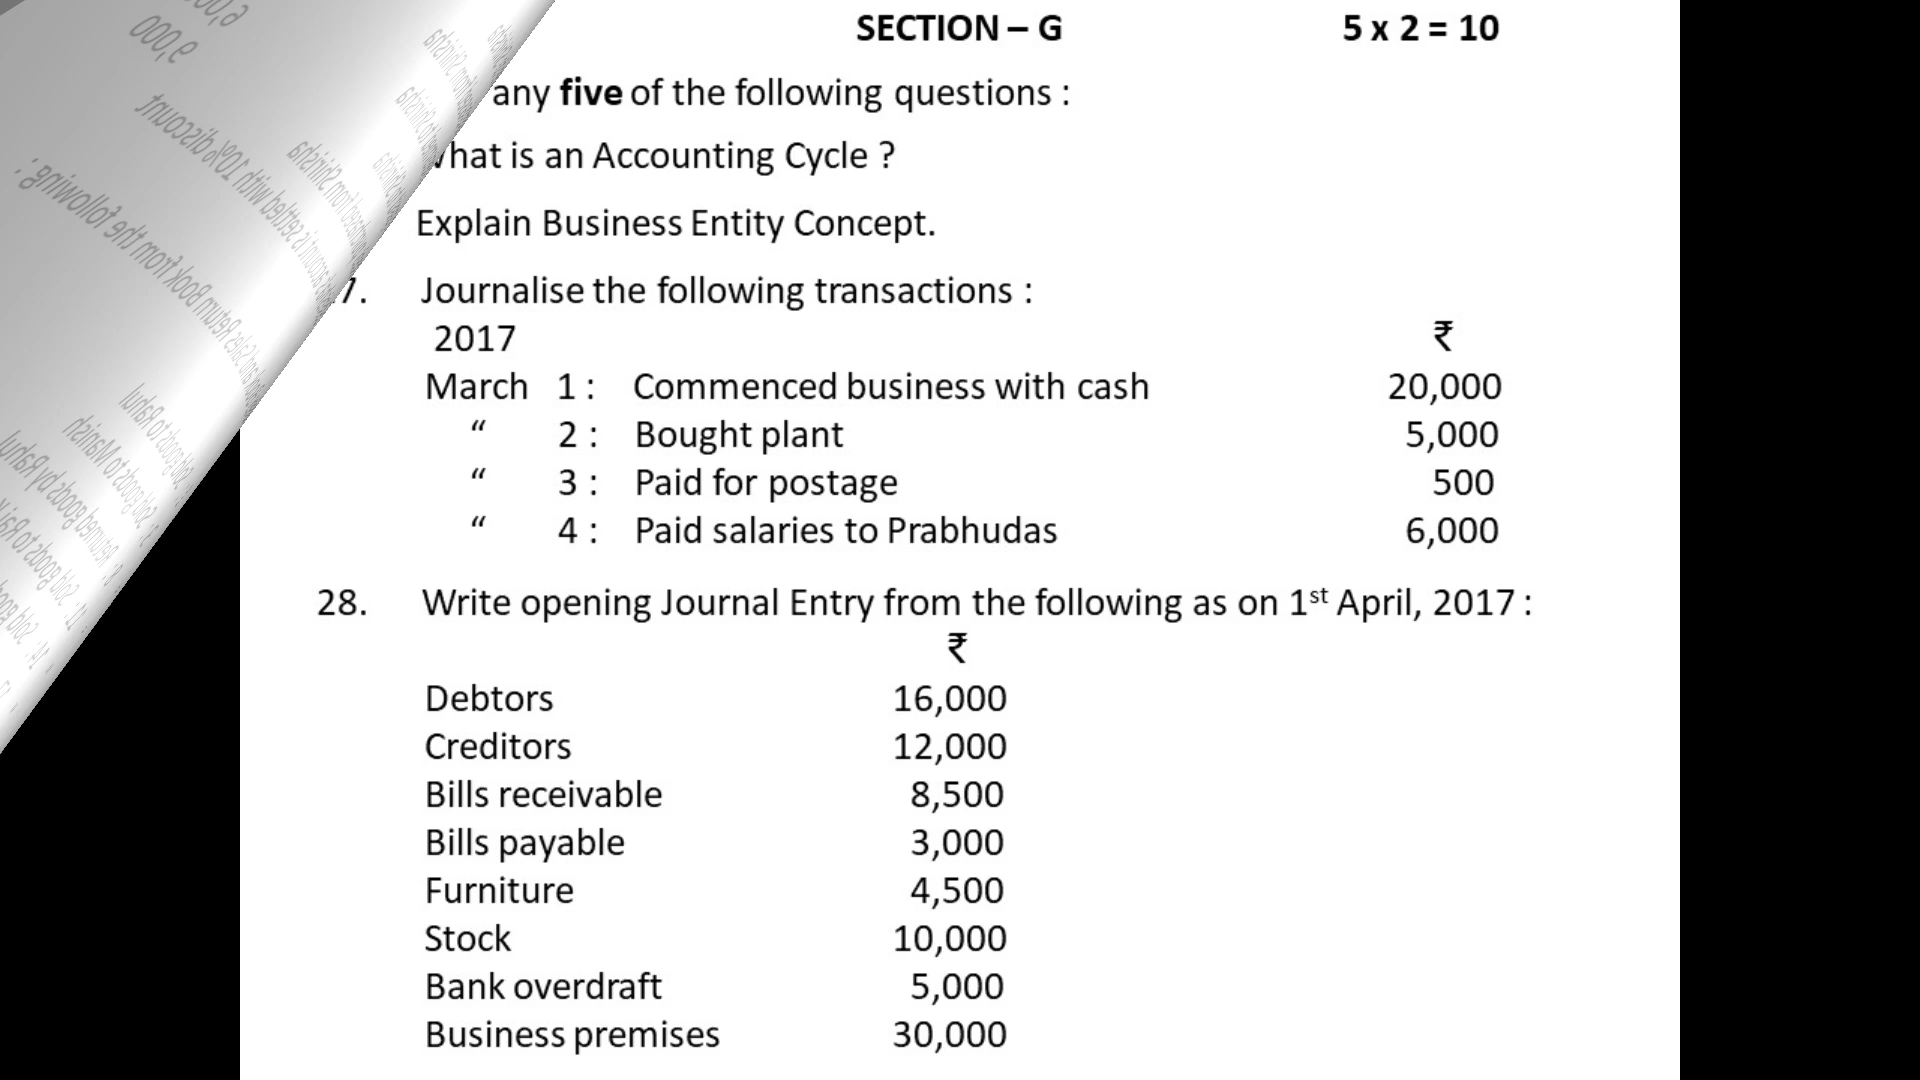 SECTION – G 5 x 2 = 10
any five of the following questions :
What is an Accounting Cycle ?
Explain Business Entity Concept.
7. Journalise the following transactions :
2017 ₹
March 1 : Commenced business with cash 20,000
“ 2 : Bought plant 5,000
“ 3 : Paid for postage 500
“ 4 : Paid salaries to Prabhudas 6,000
28. Write opening Journal Entry from the following as on 1st April, 2017 :
₹
Debtors 16,000
Creditors 12,000
Bills receivable 8,500
Bills payable 3,000
Furniture 4,500
Stock 10,000
Bank overdraft 5,000
Business premises 30,000